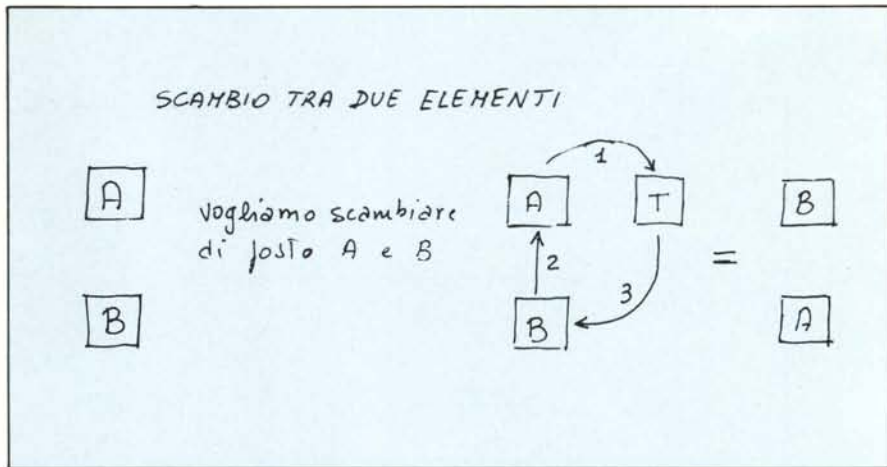 SCAMBIO TRA DUE ELEMENTI
A
B
vogliamo scambiare
di posto A e B
A
1
T
2
3
B
=
B
A